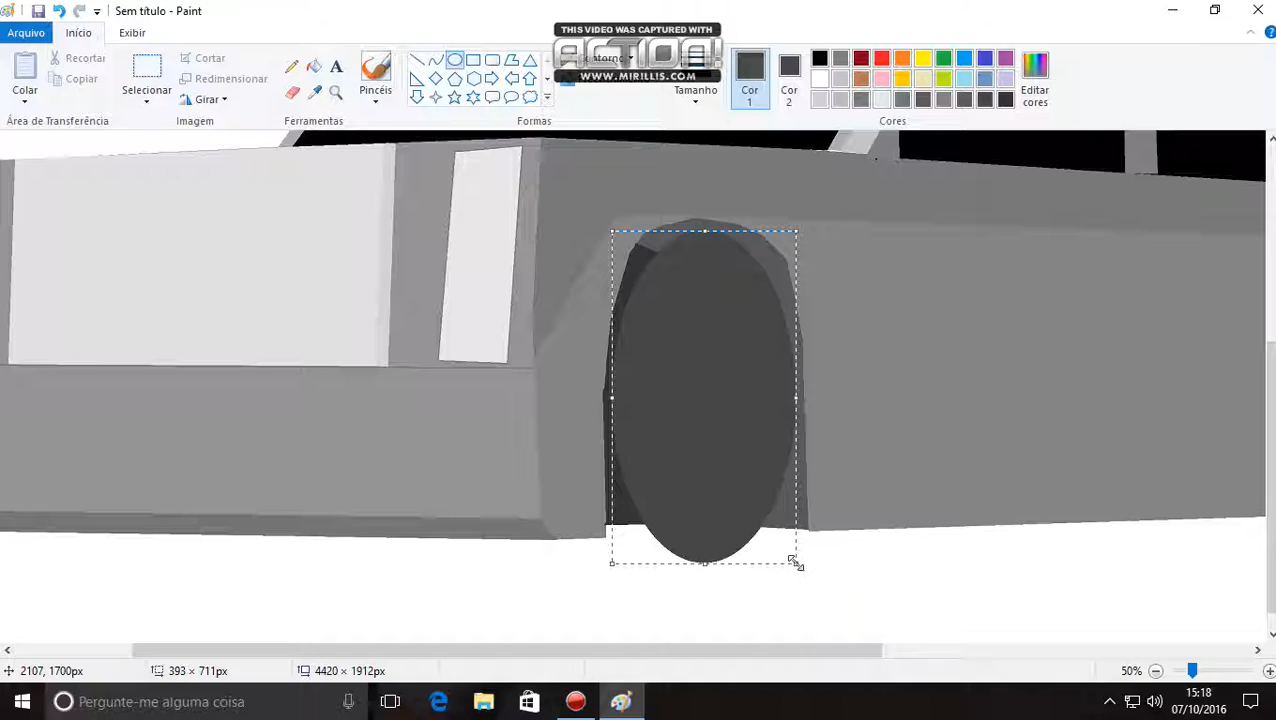 Sem título - Paint
THIS VIDEO WAS CAPTURED WITH
ACTION!
WWW.MIRILLIS.COM
Arquivo
Início
Exibir
Colar
Recortar
Copiar
Área de Transferência
Selecionar
Cortar
Redimensionar
Girar
Imagem
A
Ferramentas
Pincéis
Formas
Tamanho
Cor
1
Cor
2
Cores
Editar
cores
2107, 1700px
393 × 711px
4420 × 1912px
50%
Pergunte-me alguma coisa
15:18
07/10/2016